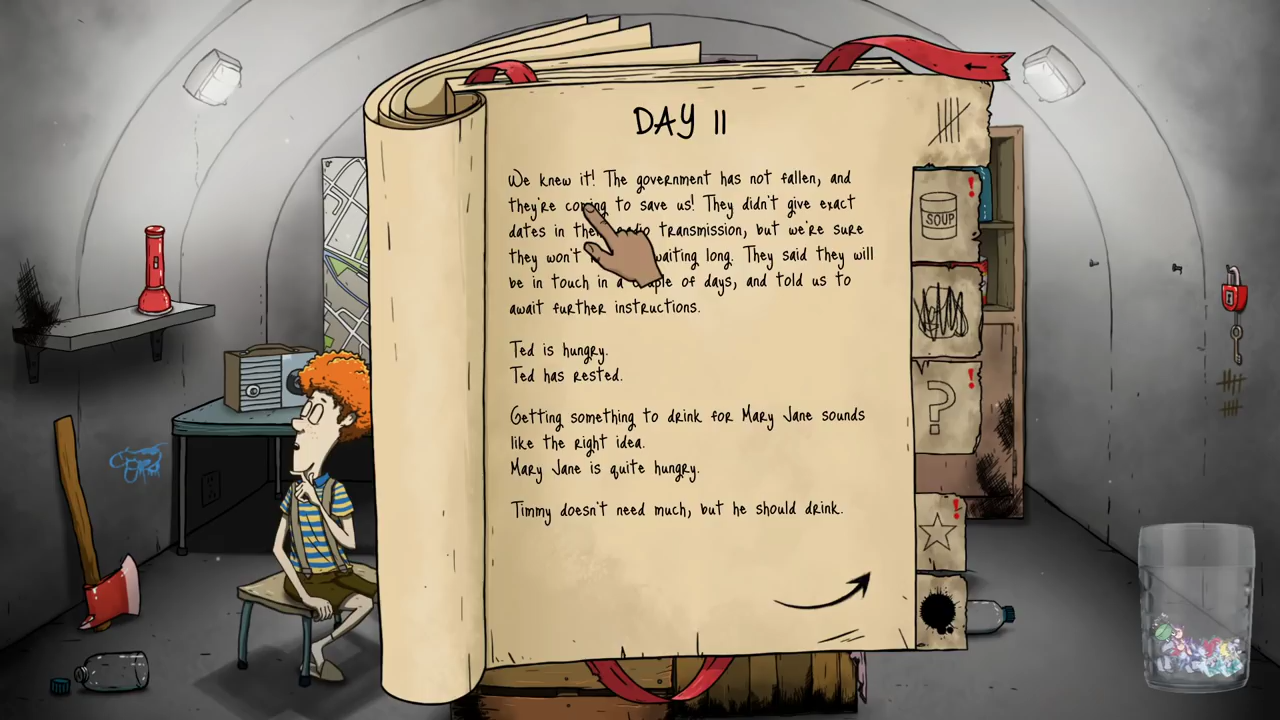 DAY 11
We knew it! The government has not fallen, and
they're coming to save us! They didn't give exact
dates in their radio transmission, but we're sure
they won't waiting long. They said they will
be in touch in a couple of days, and told us to
await further instructions.
Ted is hungry.
Ted has rested.
Getting something to drink for Mary Jane sounds
like the right idea.
Mary Jane is quite hungry.
Timmy doesn't need much, but he should drink.
!
SOUP
?
!
!